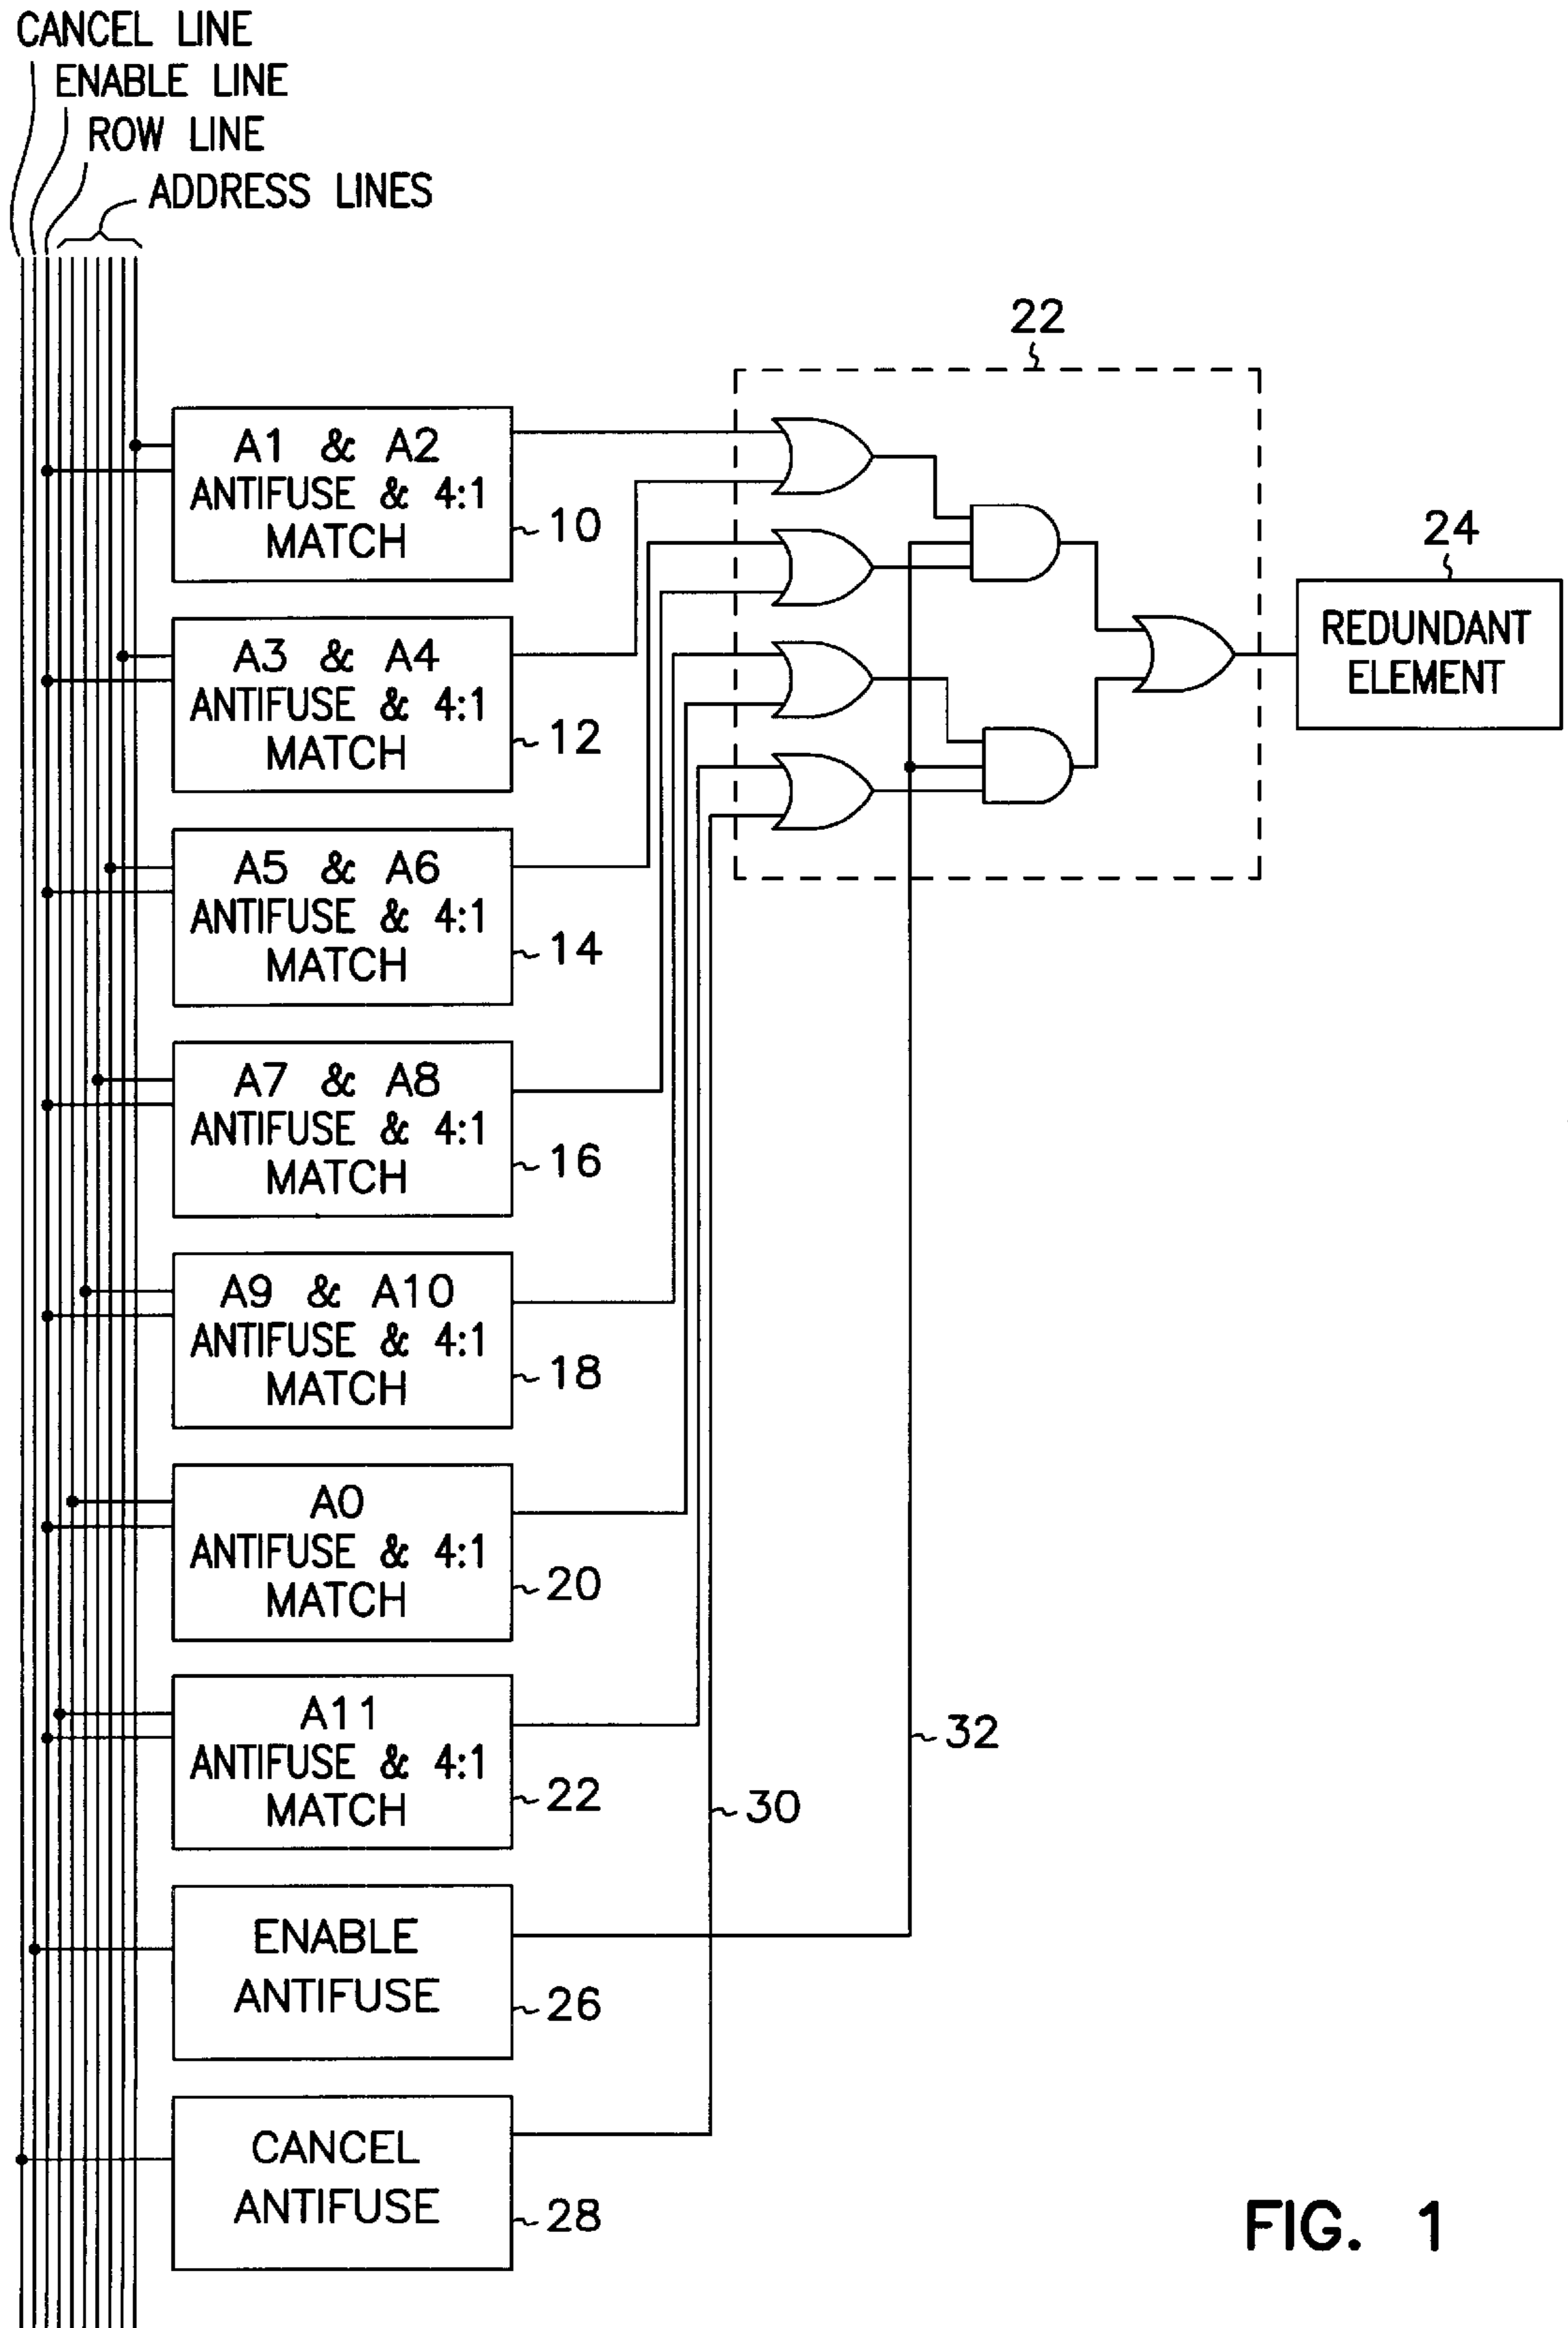 CANCEL LINE
ENABLE LINE
ROW LINE
ADDRESS LINES
22
A1 & A2
ANTIFUSE & 4:1
MATCH
10
24
REDUNDANT
ELEMENT
A3 & A4
ANTIFUSE & 4:1
MATCH
12
A5 & A6
ANTIFUSE & 4:1
MATCH
14
A7 & A8
ANTIFUSE & 4:1
MATCH
16
A9 & A10
ANTIFUSE & 4:1
MATCH
18
A0
ANTIFUSE & 4:1
MATCH
20
A11
ANTIFUSE & 4:1
MATCH
22
32
30
ENABLE
ANTIFUSE
26
CANCEL
ANTIFUSE
28
FIG. 1